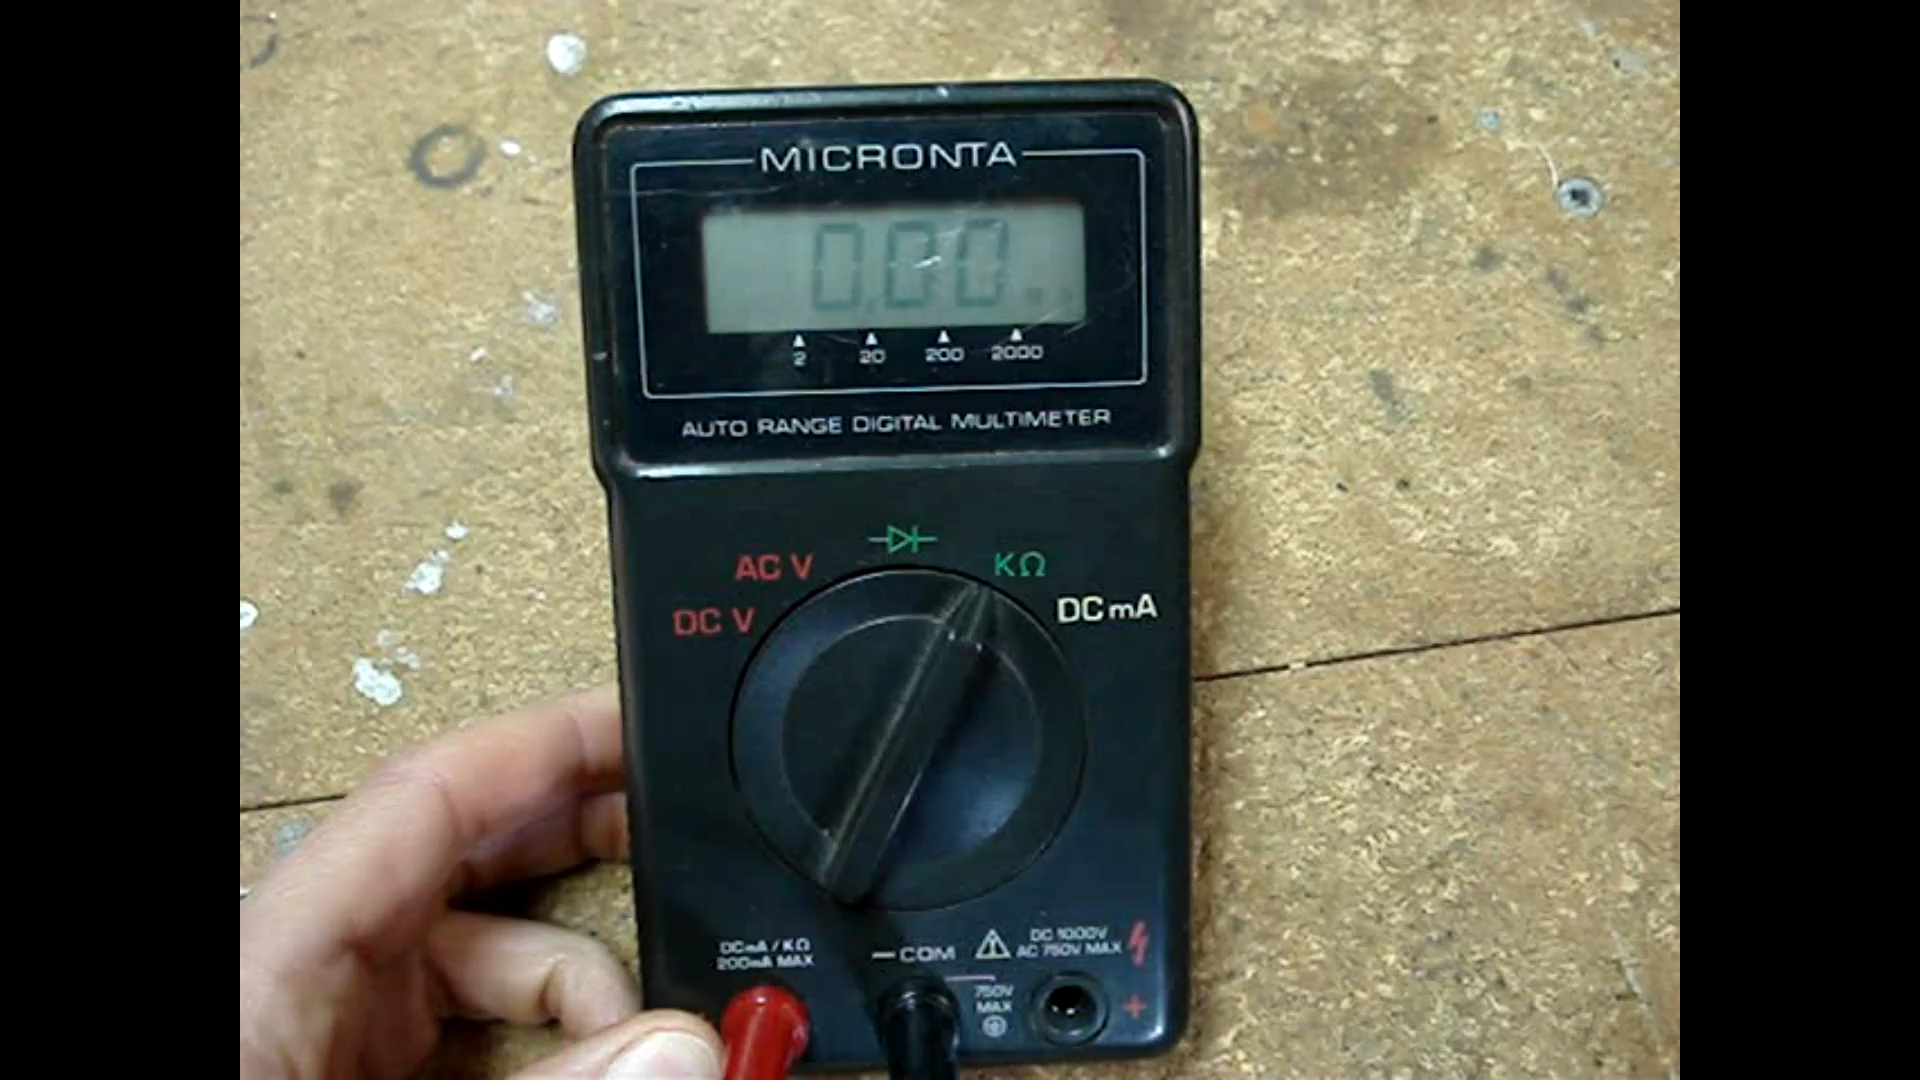 MICRONTA
0.00
2 20 200 2000
AUTO RANGE DIGITAL MULTIMETER
AC V
KΩ
DC V
DC mA
DCmA / KΩ
200mA MAX
— COM
DC 1000V
AC 750V MAX
750V
MAX
+